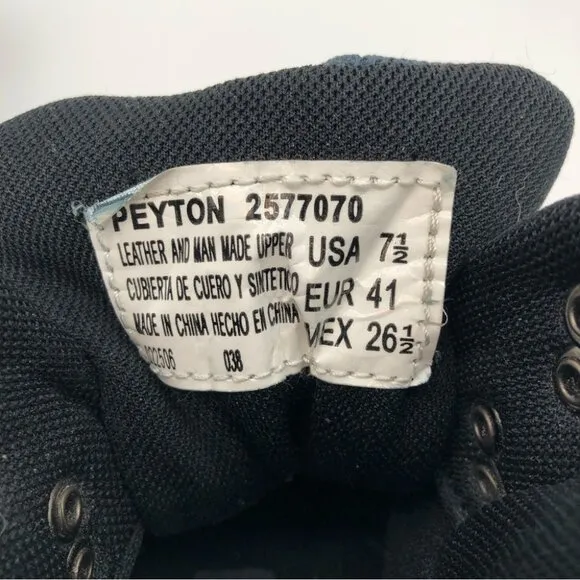 PEYTON 2577070
LEATHER AND MAN MADE UPPER
CUBIERTA DE CUERO Y SINTETICO
MADE IN CHINA HECHO EN CHINA
038
USA 7½
EUR 41
MEX 26½